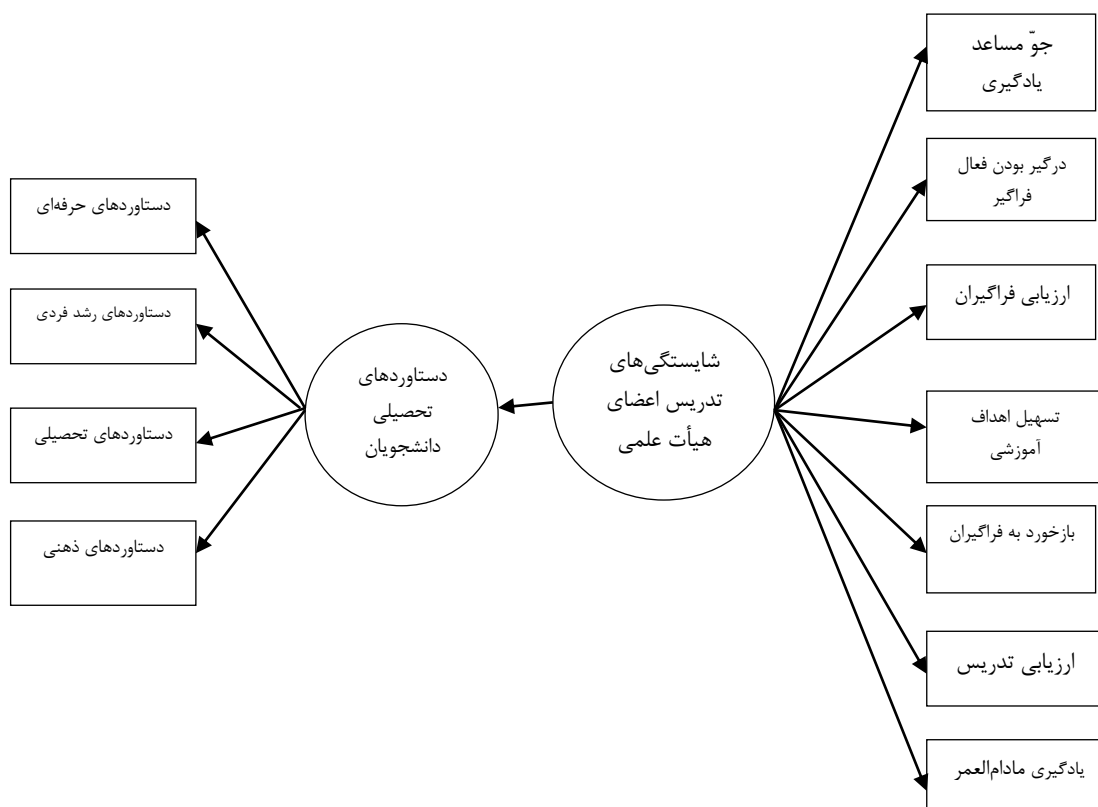 جوّ مساعد
یادگیری
درگیر بودن فعال
فراگیر
ارزیابی فراگیران
تسهیل اهداف
آموزشی
بازخورد به فراگیران
ارزیابی تدریس
یادگیری مادام‌العمر
شایستگی‌های
تدریس اعضای
هیأت علمی
دستاوردهای
تحصیلی
دانشجویان
دستاوردهای حرفه‌ای
دستاوردهای رشد فردی
دستاوردهای تحصیلی
دستاوردهای ذهنی